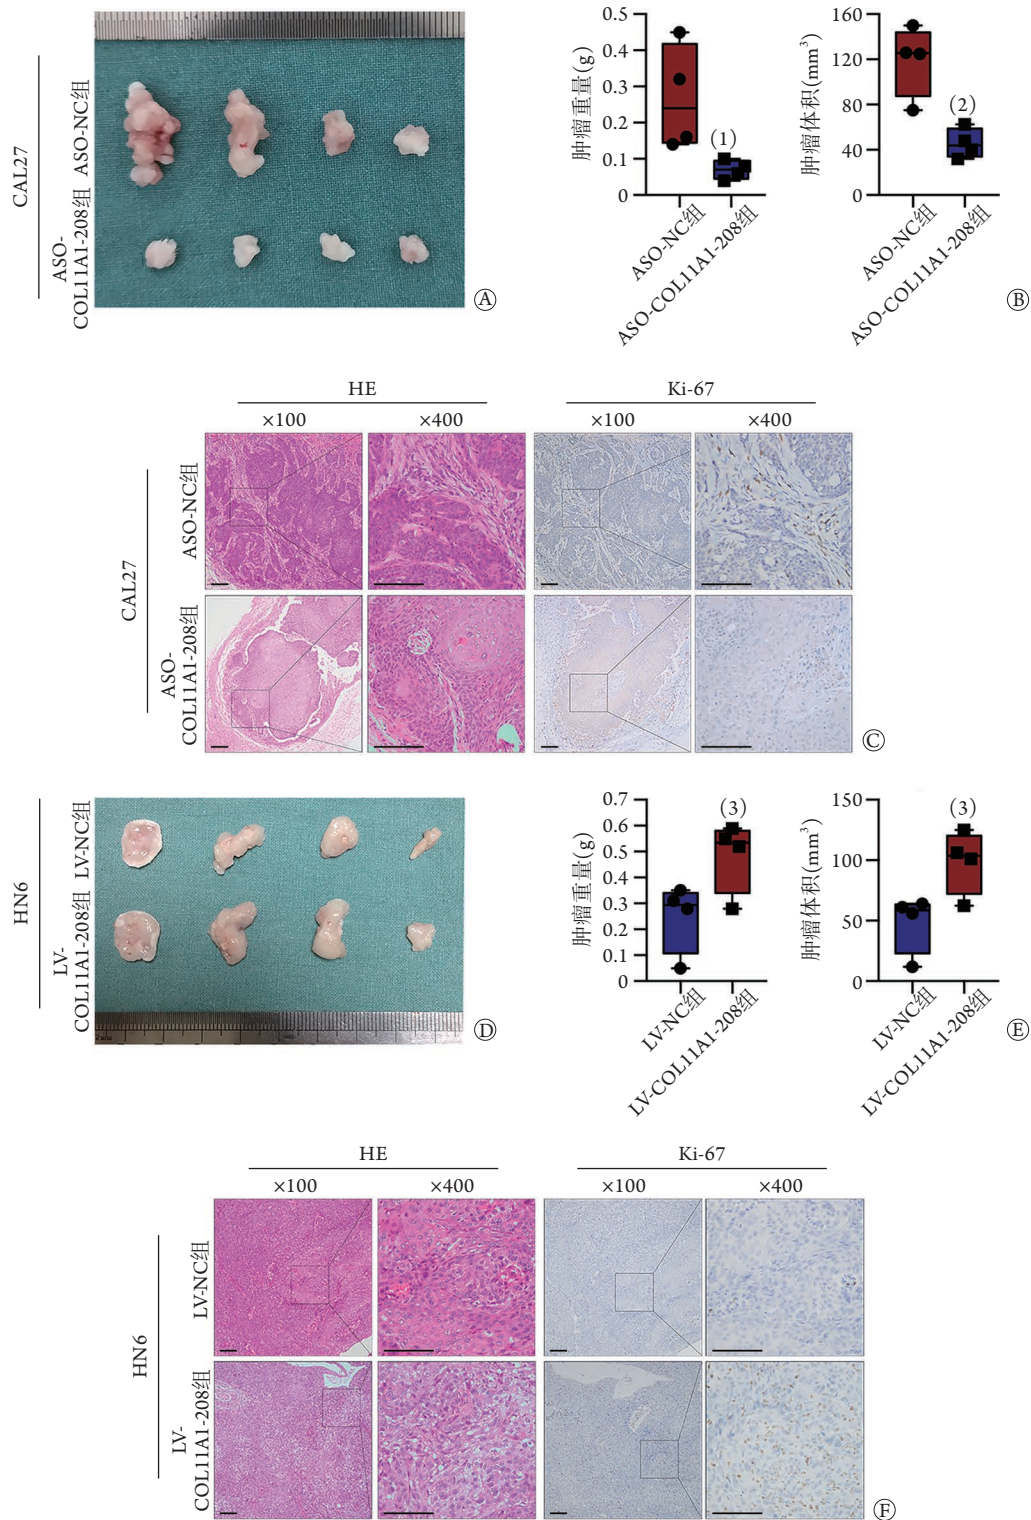 CAL27
ASO-NC组
ASO-
COL11A1-208组
Ⓐ
肿瘤重量(g)
0.5
0.4
0.3
0.2
0.1
0
(1)
ASO-NC组
ASO-COL11A1-208组
肿瘤体积(mm³)
160
120
80
40
0
(2)
ASO-NC组
ASO-COL11A1-208组
Ⓑ
HE
Ki-67
×100
×400
×100
×400
CAL27
ASO-NC组
ASO-
COL11A1-208组
Ⓒ
HN6
LV-NC组
LV-
COL11A1-208组
Ⓓ
肿瘤重量(g)
0.7
0.6
0.5
0.4
0.3
0.2
0.1
0
(3)
LV-NC组
LV-COL11A1-208组
肿瘤体积(mm³)
150
100
50
0
(3)
LV-NC组
LV-COL11A1-208组
Ⓔ
HE
Ki-67
×100
×400
×100
×400
HN6
LV-NC组
LV-
COL11A1-208组
Ⓕ